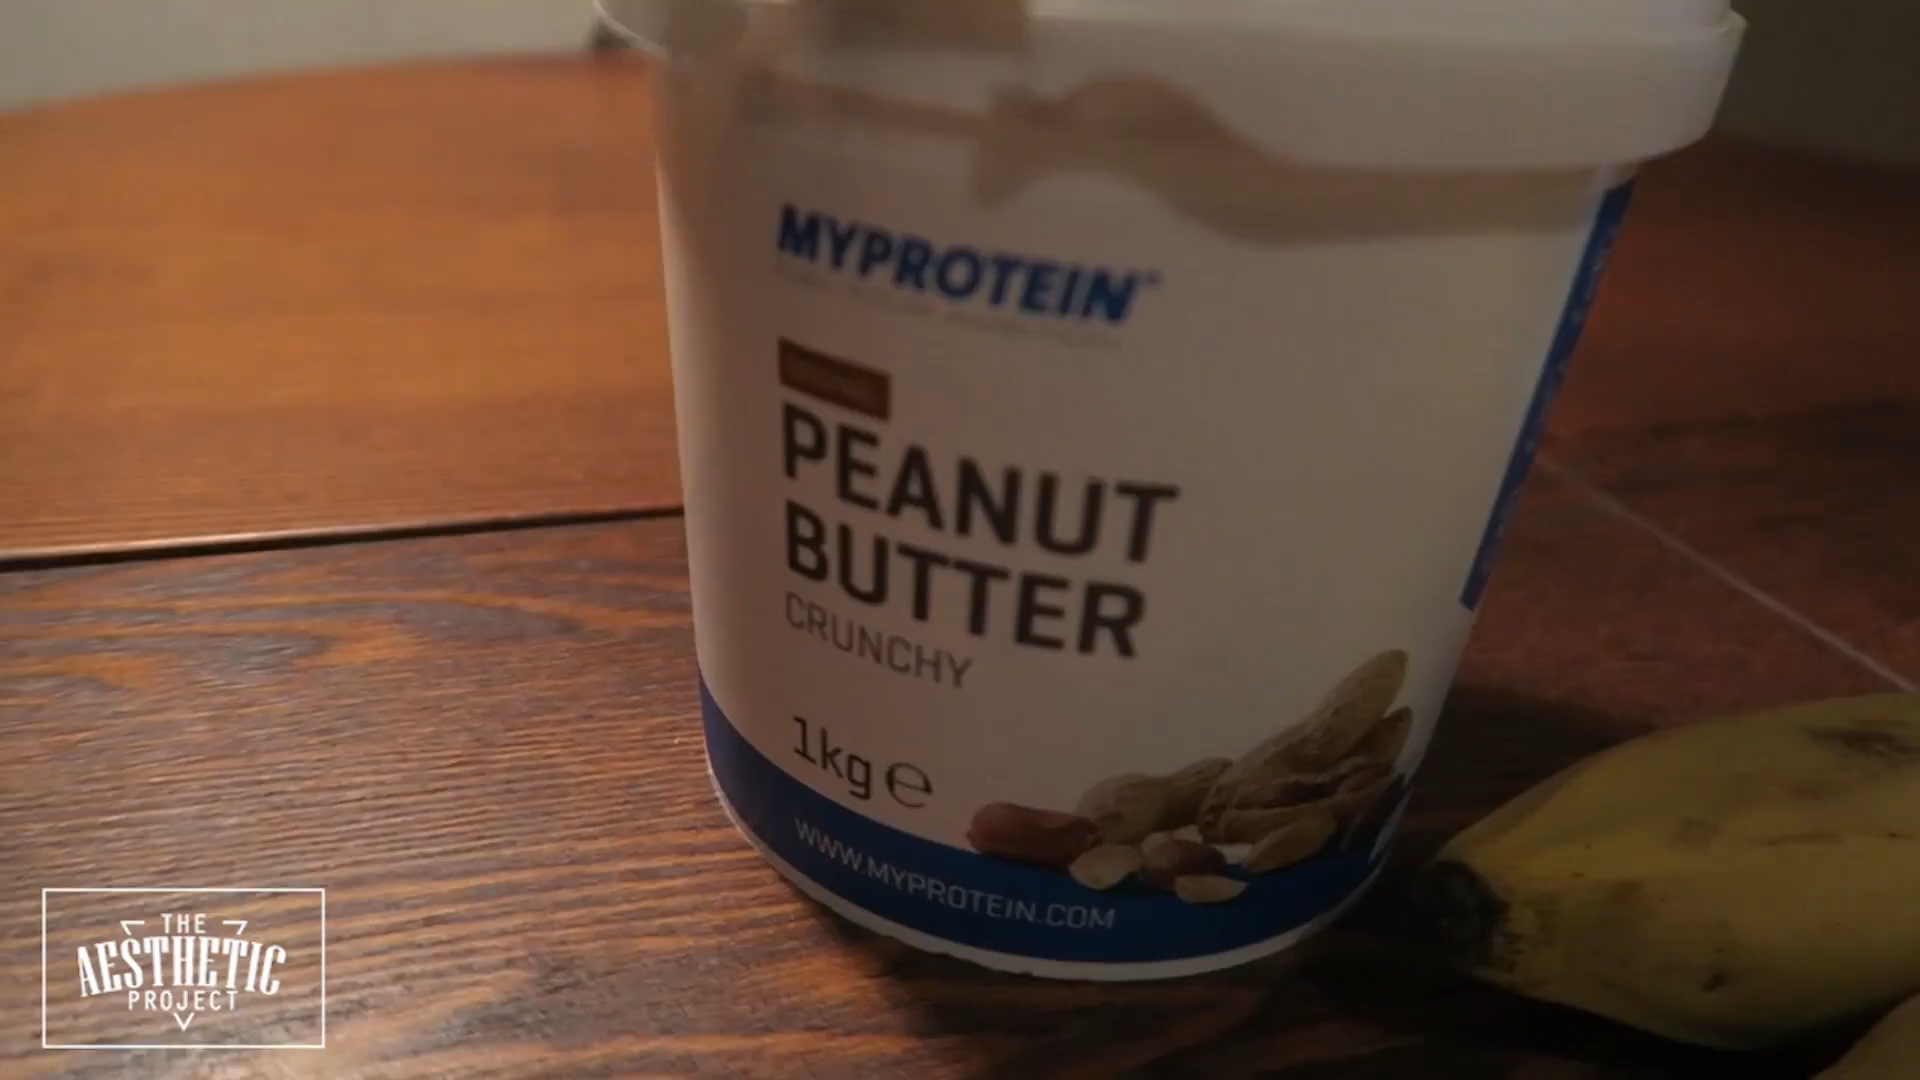 MYPROTEIN
PEANUT
BUTTER
CRUNCHY
1kg ℮
WWW.MYPROTEIN.COM
THE
AESTHETIC
PROJECT